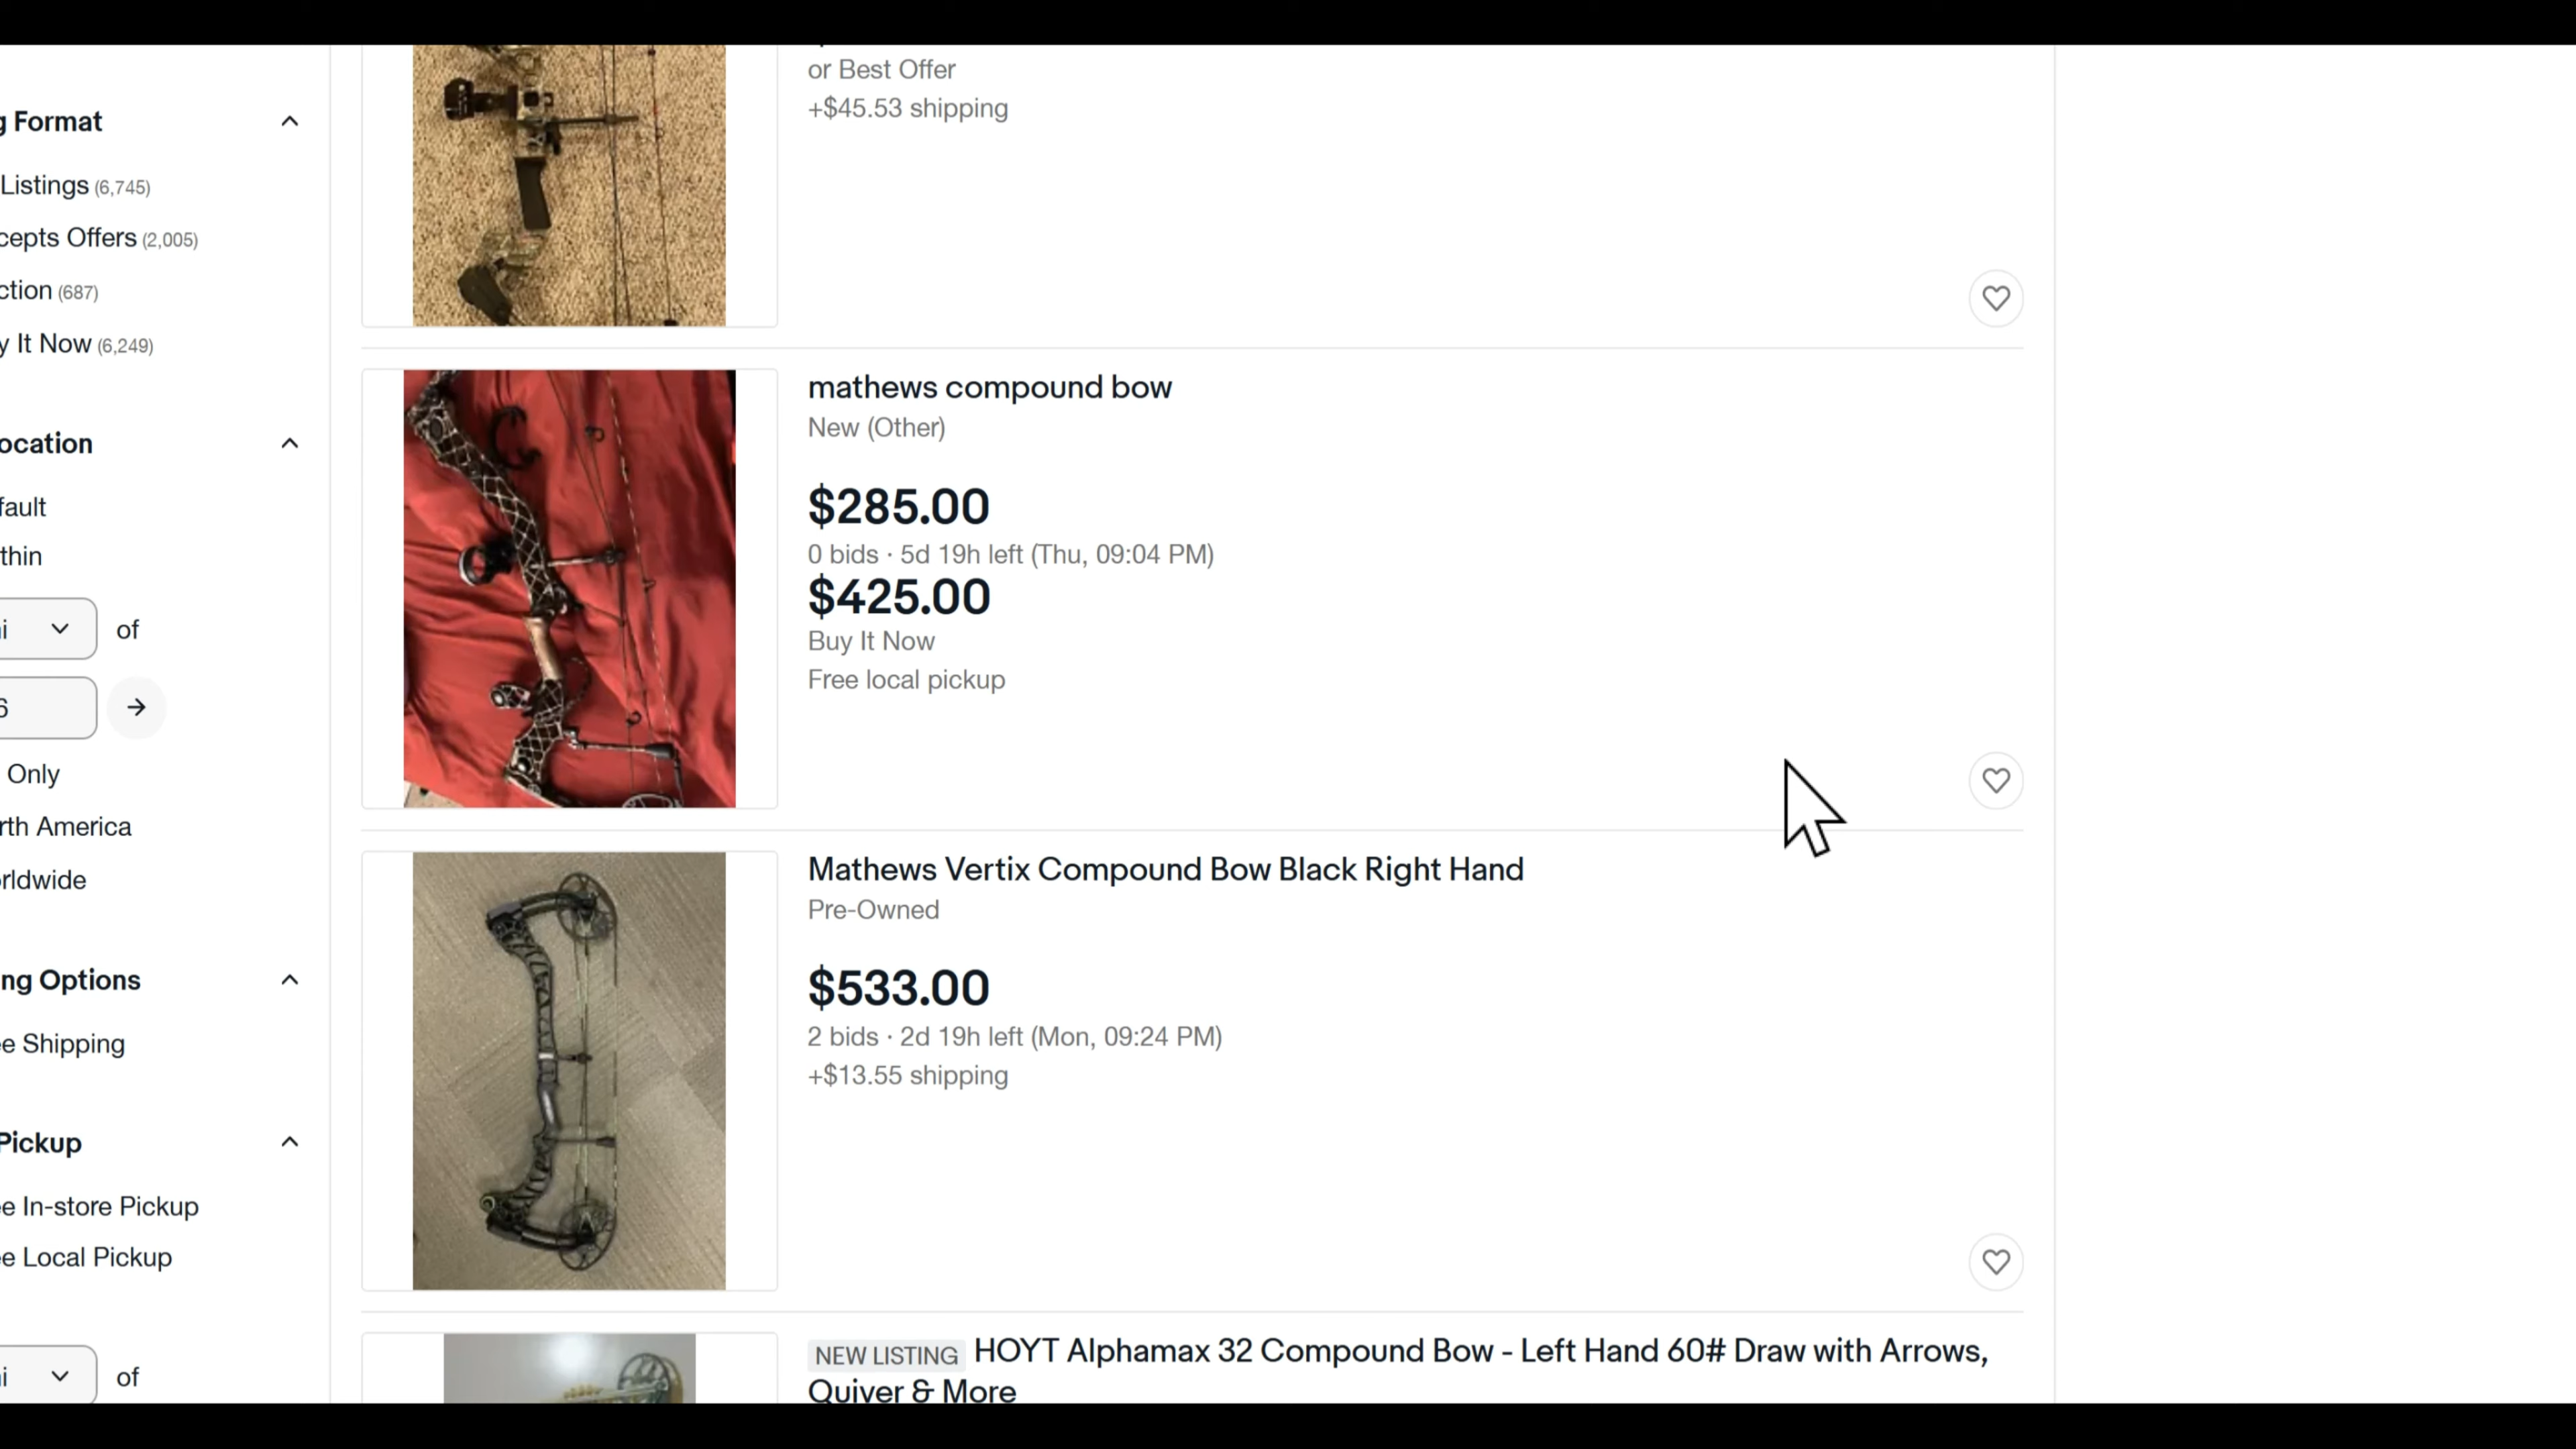 or Best Offer
+$45.53 shipping
g Format
Listings (6,745)
cepts Offers (2,005)
ction (687)
y It Now (6,249)
ocation
fault
thin
i
of
6
Only
rth America
rldwide
ng Options
e Shipping
Pickup
e In-store Pickup
e Local Pickup
i
of
mathews compound bow
New (Other)
$285.00
0 bids · 5d 19h left (Thu, 09:04 PM)
$425.00
Buy It Now
Free local pickup
Mathews Vertix Compound Bow Black Right Hand
Pre-Owned
$533.00
2 bids · 2d 19h left (Mon, 09:24 PM)
+$13.55 shipping
NEW LISTING HOYT Alphamax 32 Compound Bow - Left Hand 60# Draw with Arrows,
Quiver & More